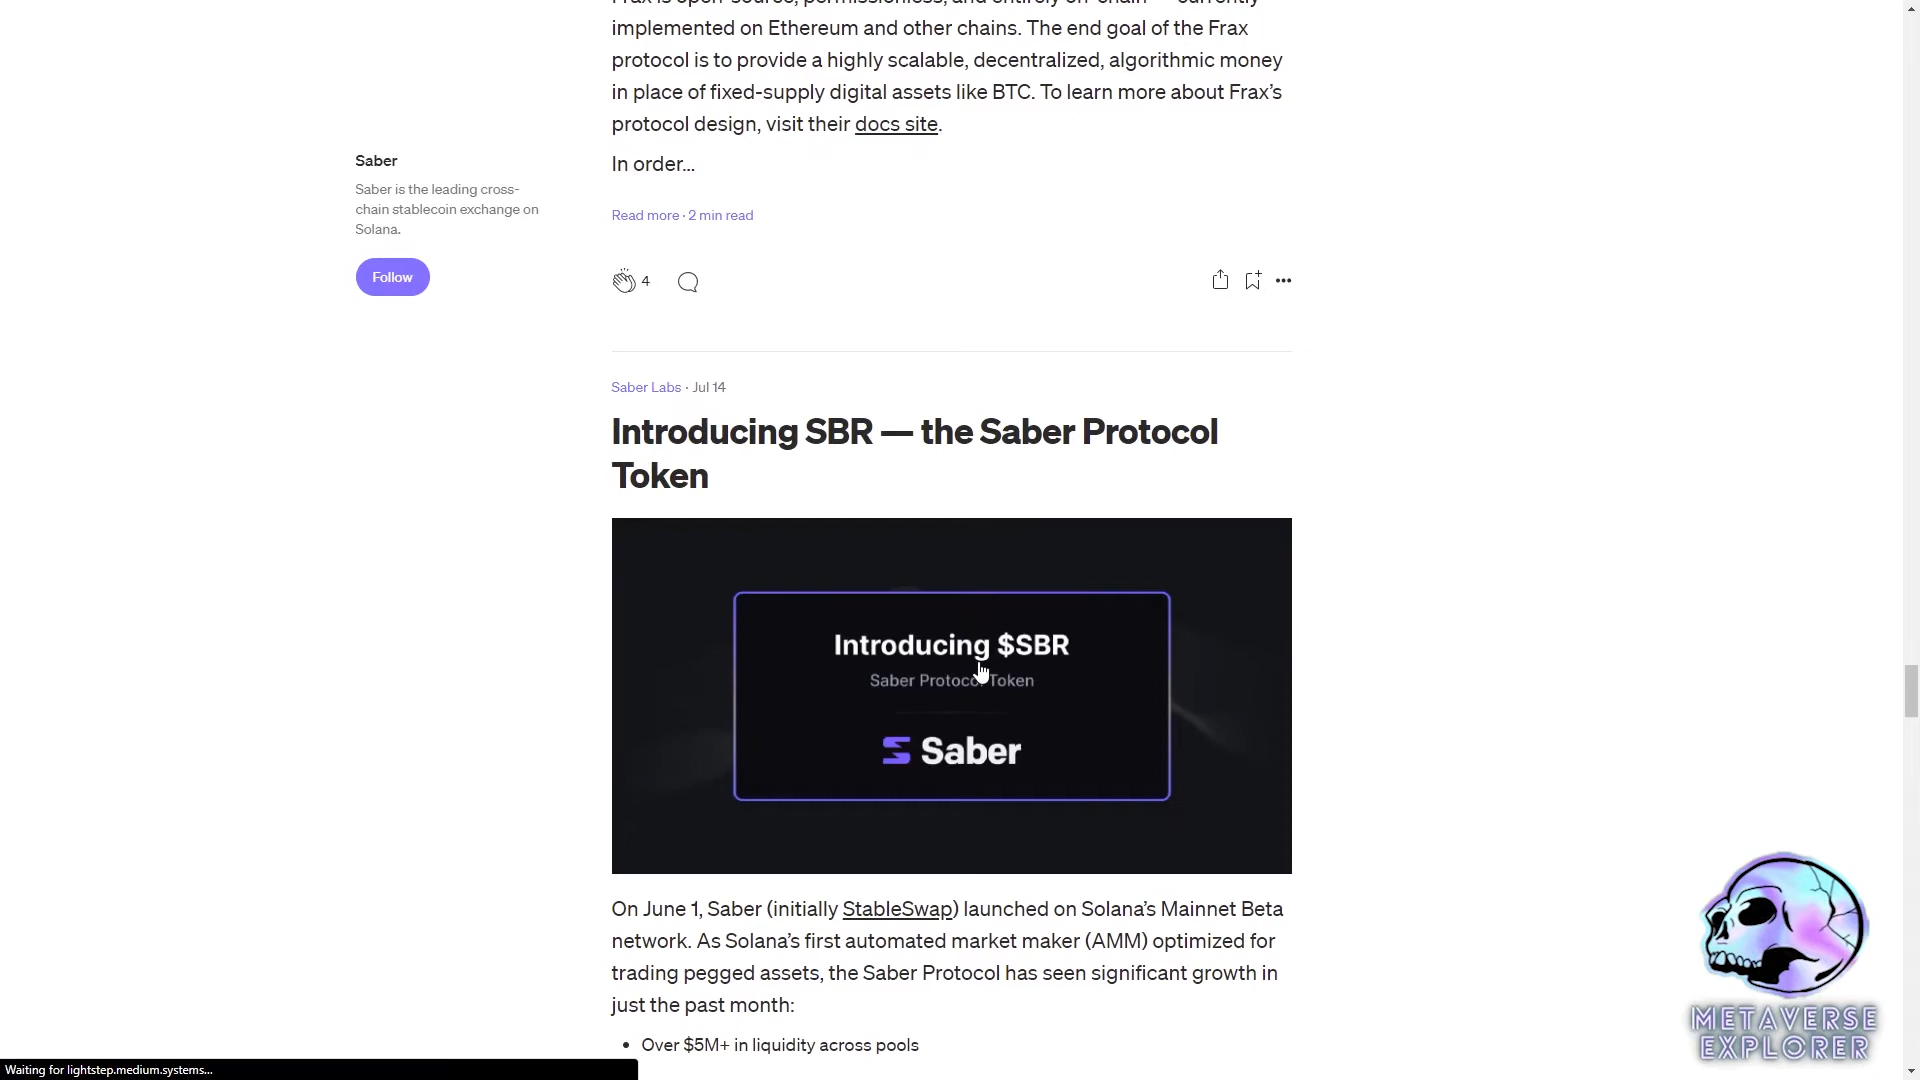 implemented on Ethereum and other chains. The end goal of the Frax
protocol is to provide a highly scalable, decentralized, algorithmic money
in place of fixed-supply digital assets like BTC. To learn more about Frax’s
protocol design, visit their docs site.
In order…
Read more · 2 min read
4
Saber
Saber is the leading cross-
chain stablecoin exchange on
Solana.
Follow
Saber Labs · Jul 14
Introducing SBR — the Saber Protocol
Token
Introducing $SBR
Saber Protocol Token
Saber
On June 1, Saber (initially StableSwap) launched on Solana’s Mainnet Beta
network. As Solana’s first automated market maker (AMM) optimized for
trading pegged assets, the Saber Protocol has seen significant growth in
just the past month:
• Over $5M+ in liquidity across pools
Waiting for lightstep.medium.systems...
METAVERSE
EXPLORER